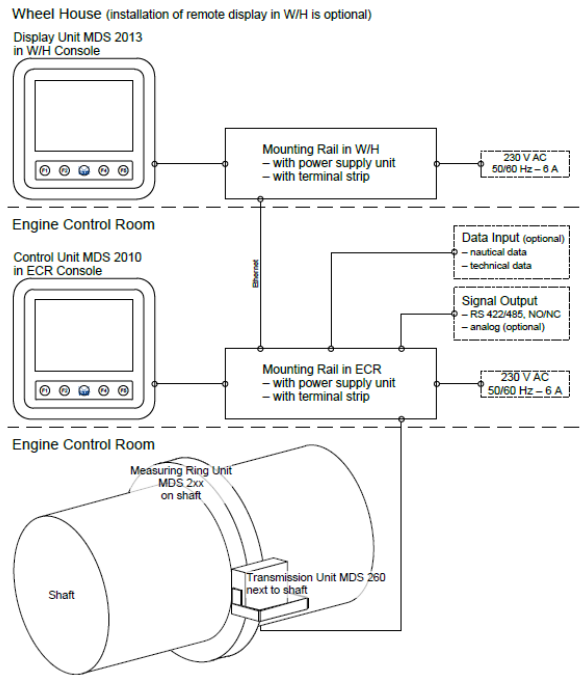 Wheel House (installation of remote display in W/H is optional)
Display Unit MDS 2013
in W/H Console
F1 F2 F4 F5
Mounting Rail in W/H
– with power supply unit
– with terminal strip
230 V AC
50/60 Hz – 6 A
Engine Control Room
Control Unit MDS 2010
in ECR Console
F1 F2 F4 F5
Ethernet
Data Input (optional)
– nautical data
– technical data
Signal Output
– RS 422/485, NO/NC
– analog (optional)
Mounting Rail in ECR
– with power supply unit
– with terminal strip
230 V AC
50/60 Hz – 6 A
Engine Control Room
Measuring Ring Unit
MDS 2xx
on shaft
Shaft
Transmission Unit MDS 260
next to shaft